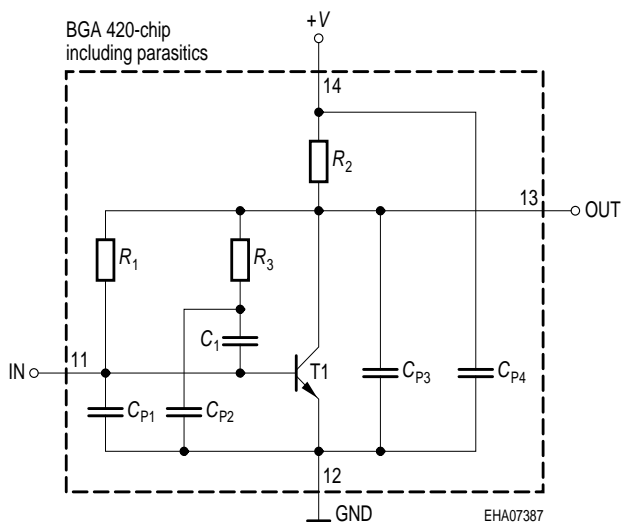 BGA 420-chip
including parasitics
+V
14
R2
13
OUT
R1
R3
C1
11
IN
T1
CP1
CP2
CP3
CP4
12
GND
EHA07387